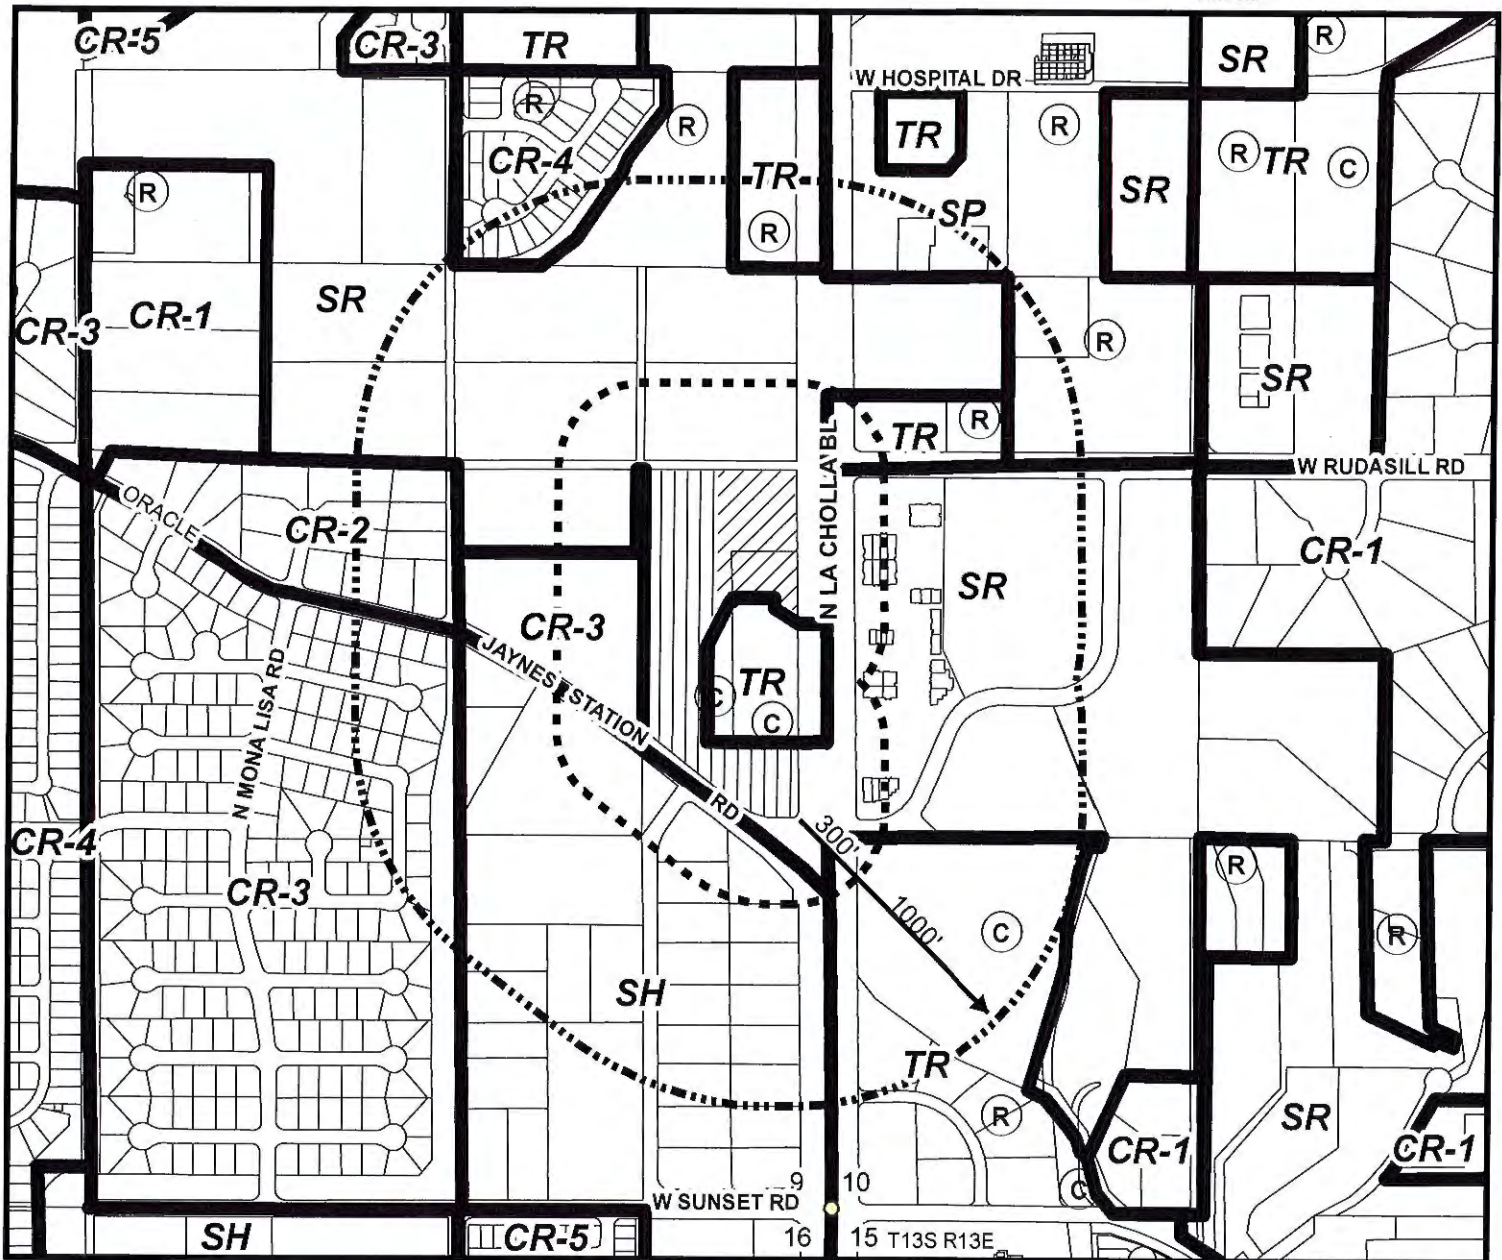 CR-5
CR-3
TR
SR
R
W HOSPITAL DR
R
R
R
TR
CR-4
TR
R
TR
C
R
SR
SP
R
SR
CR-1
CR-3
R
SR
TR
R
N LA CHOLLA BL
W RUDASILL RD
ORACLE
CR-2
CR-1
SR
CR-3
JAYNES STATION
RD
TR
C
C
N MONA LISA RD
300'
1000'
CR-4
CR-3
R
C
R
SH
TR
R
SR
CR-1
CR-1
C
9
10
W SUNSET RD
16
15
T13S R13E
SH
CR-5